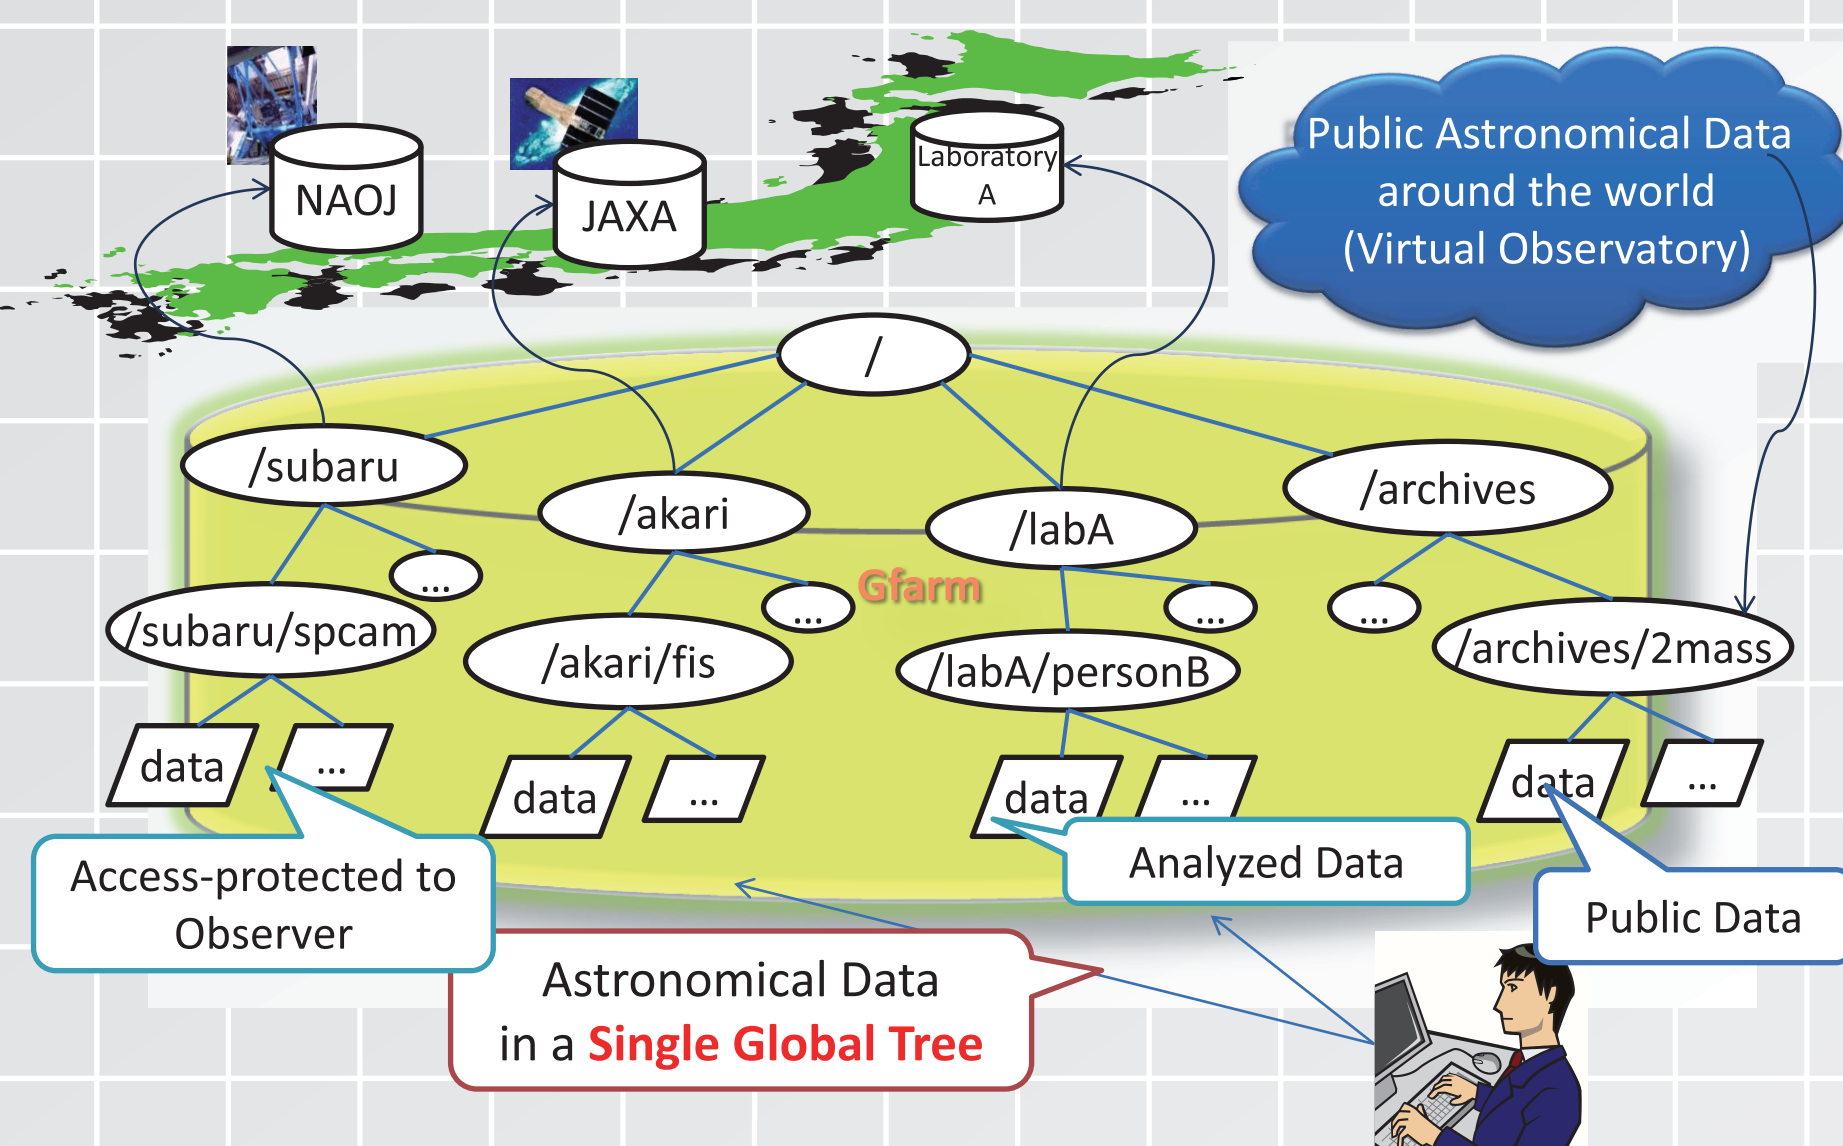 NAOJ
JAXA
Laboratory
A
Public Astronomical Data
around the world
(Virtual Observatory)
/
/subaru
/akari
/labA
/archives
...
Gfarm
...
...
...
/subaru/spcam
/akari/fis
/labA/personB
/archives/2mass
data
...
data
...
data
...
data
...
Access-protected to
Observer
Analyzed Data
Public Data
Astronomical Data
in a Single Global Tree